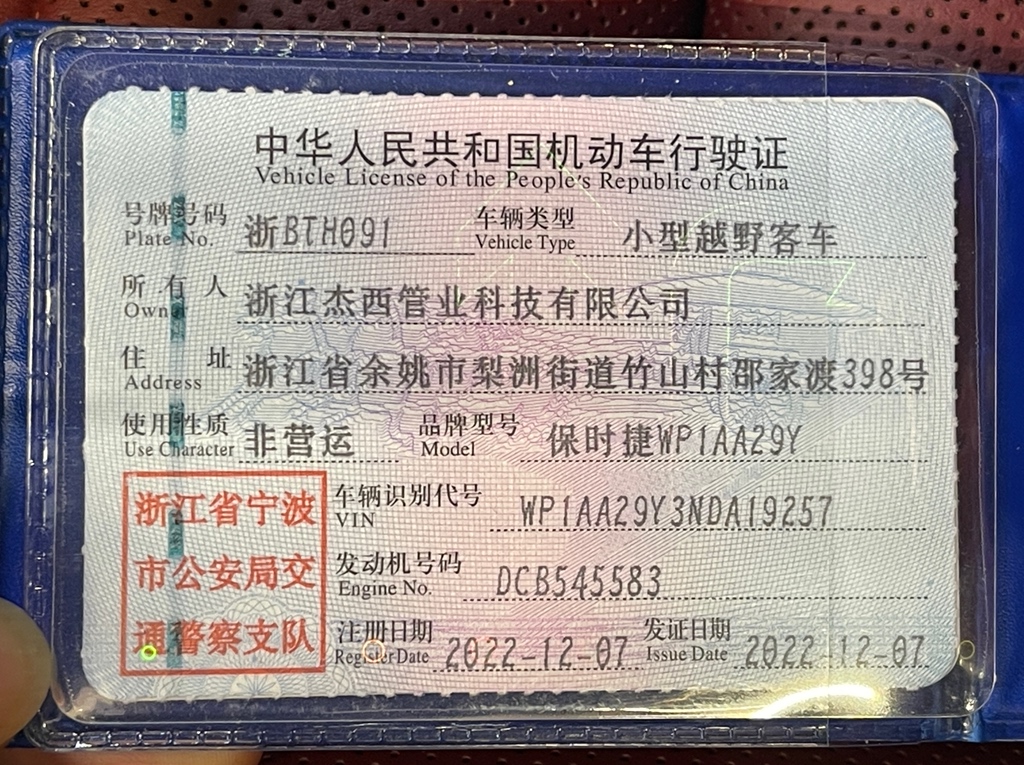 中华人民共和国机动车行驶证
Vehicle License of the People's Republic of China
号牌号码 浙BTH091 车辆类型 小型越野客车
Plate No. Vehicle Type
所有人 浙江杰西管业科技有限公司
Owner
住址 浙江省余姚市梨洲街道竹山村邵家渡398号
Address
使用性质 非营运 品牌型号 保时捷WP1AA29Y
Use Character Model
浙江省宁波
市公安局交
通警察支队
车辆识别代号 WP1AA29Y3NDA19257
VIN
发动机号码 DCB545583
Engine No.
注册日期 2022-12-07 发证日期 2022-12-07
Register Date Issue Date